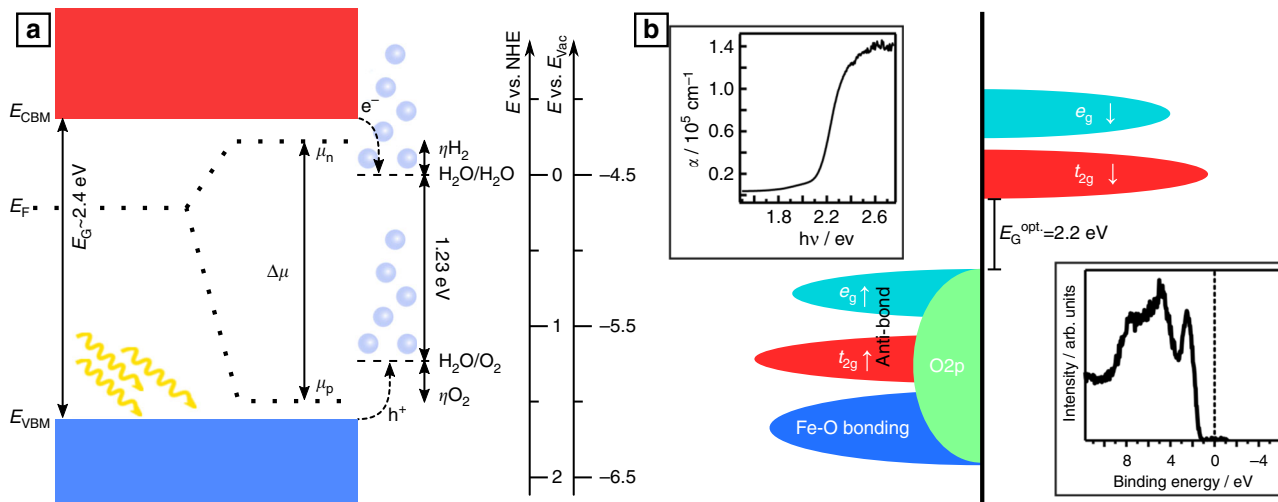 a
E_CBM
E_F
E_VBM
E_G~2.4 eV
μ_n
Δμ
μ_p
e⁻
h⁺
ηH₂
H₂O/H₂O
1.23 eV
H₂O/O₂
ηO₂
E vs. NHE
0
1
2
E vs. E_Vac
–4.5
–5.5
–6.5
b
α / 10⁵ cm⁻¹
1.4
1.0
0.6
0.2
1.8
2.2
2.6
hν / ev
e_g ↓
t_2g ↓
E_G^opt.=2.2 eV
e_g ↑
t_2g ↑
Anti-bond
O2p
Fe-O bonding
Intensity / arb. units
8
4
0
–4
Binding energy / eV